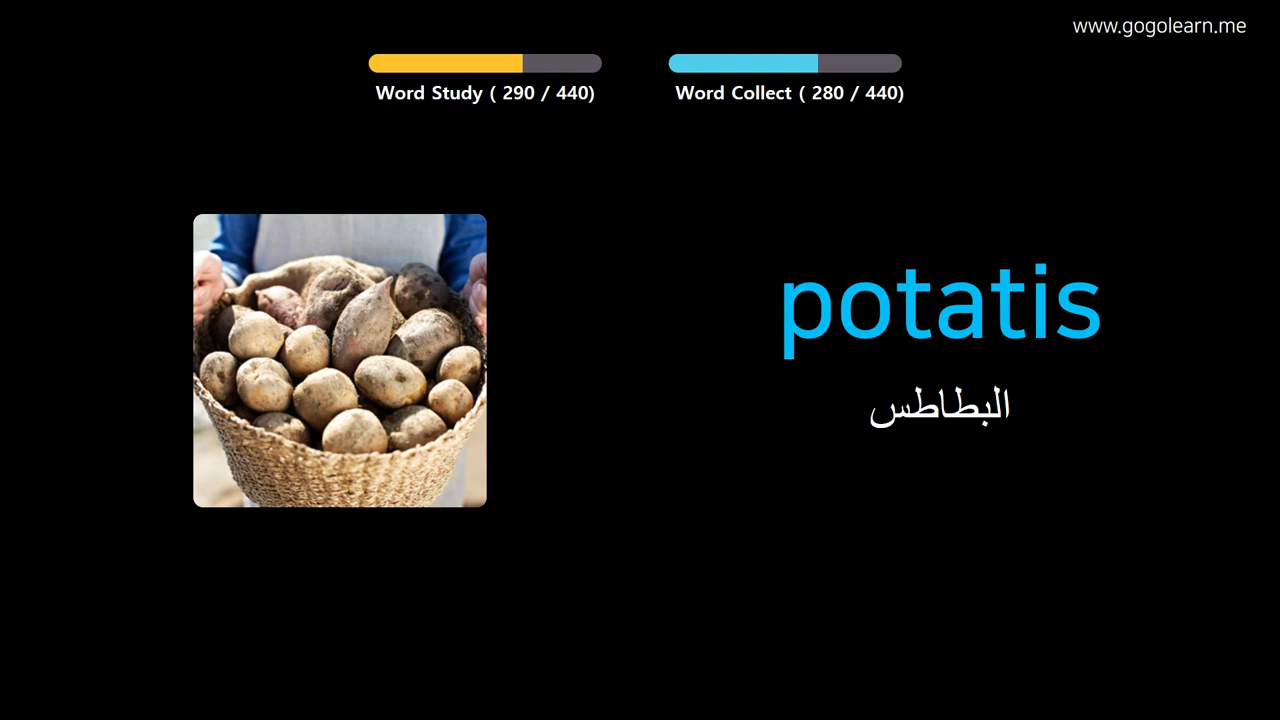 www.gogolearn.me
Word Study ( 290 / 440)
Word Collect ( 280 / 440)
potatis
البطاطس